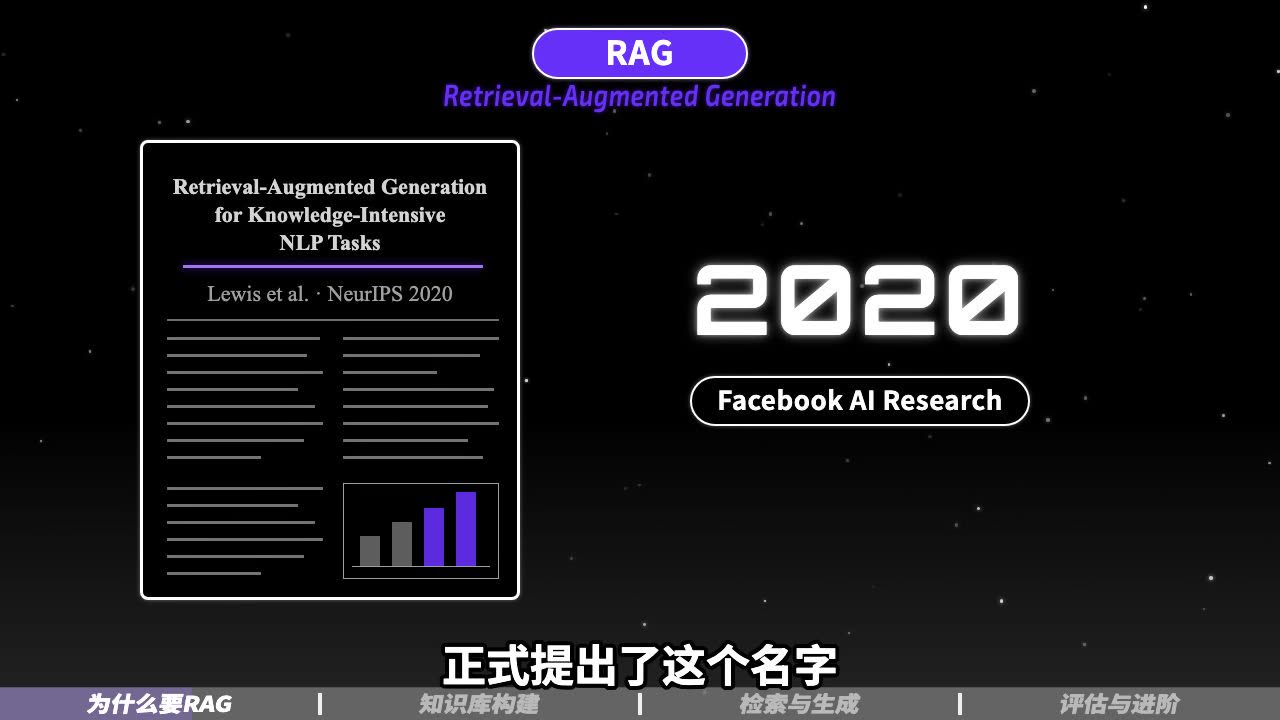 RAG
Retrieval-Augmented Generation
Retrieval-Augmented Generation
for Knowledge-Intensive
NLP Tasks
Lewis et al. · NeurIPS 2020
2020
Facebook AI Research
正式提出了这个名字
为什么要RAG
知识库构建
检索与生成
评估与进阶